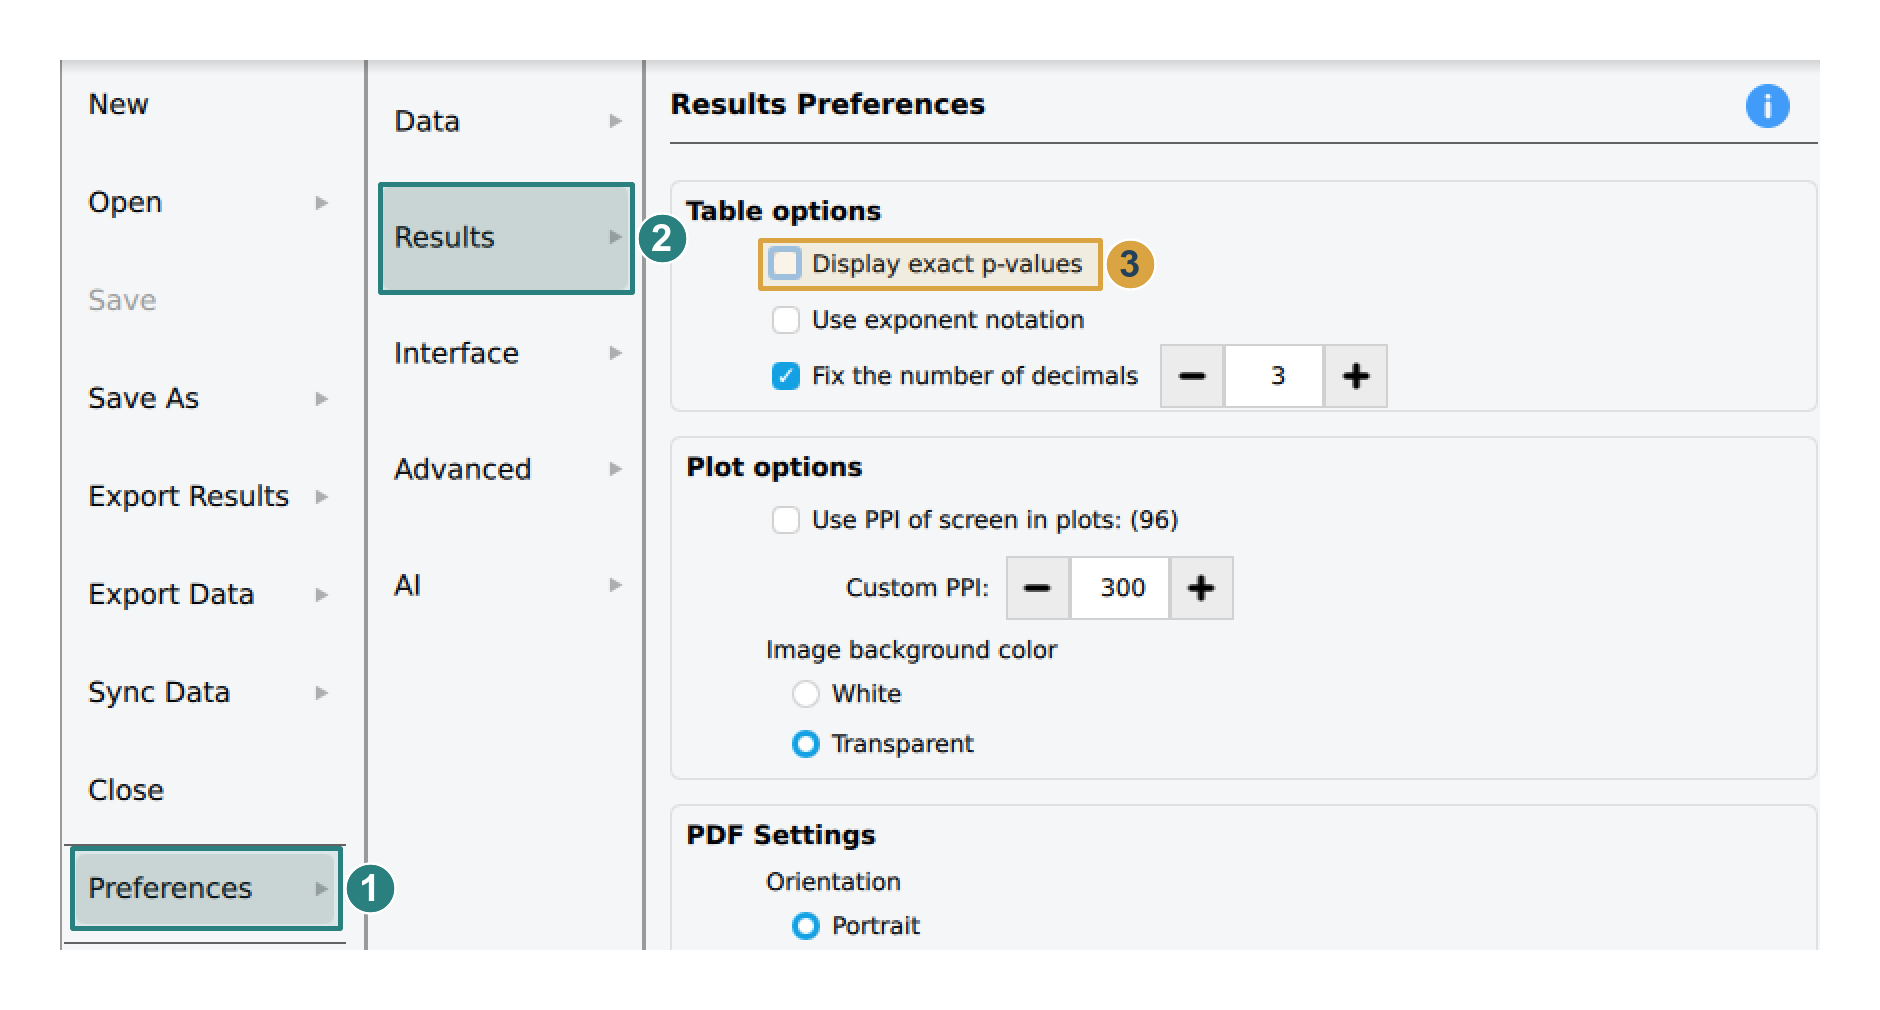 New
Open
Save
Save As
Export Results
Export Data
Sync Data
Close
Preferences
1
Data
Results
2
Interface
Advanced
AI
Results Preferences
i
Table options
Display exact p-values
3
Use exponent notation
Fix the number of decimals − 3 +
Plot options
Use PPI of screen in plots: (96)
Custom PPI: − 300 +
Image background color
White
Transparent
PDF Settings
Orientation
Portrait